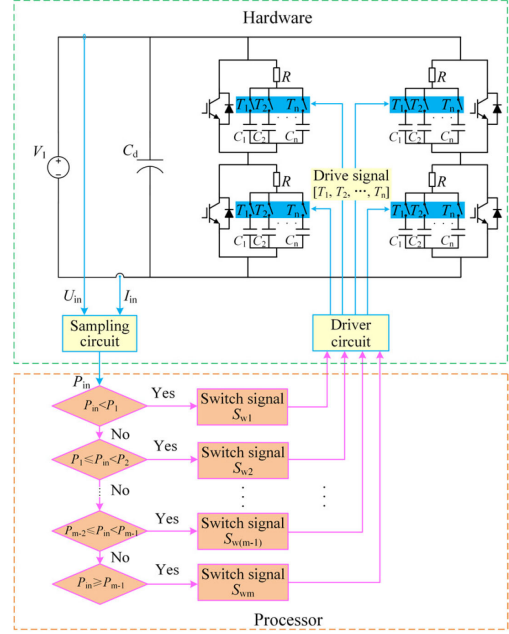 Hardware
R
T1 T2 Tn
C1 C2 ... Cn
R
T1 T2 Tn
C1 C2 ... Cn
V1
Cd
Drive signal
[T1, T2, ···, Tn]
R
T1 T2 Tn
C1 C2 Cn
R
T1 T2 Tn
C1 C2 Cn
Uin
Iin
Sampling
circuit
Driver
circuit
Pin
Pin<P1
Yes
Switch signal
Sw1
No
P1≤Pin<P2
Yes
Switch signal
Sw2
No
Pm-2≤Pin<Pm-1
Yes
Switch signal
Sw(m-1)
No
Pin≥Pm-1
Yes
Switch signal
Swm
Processor